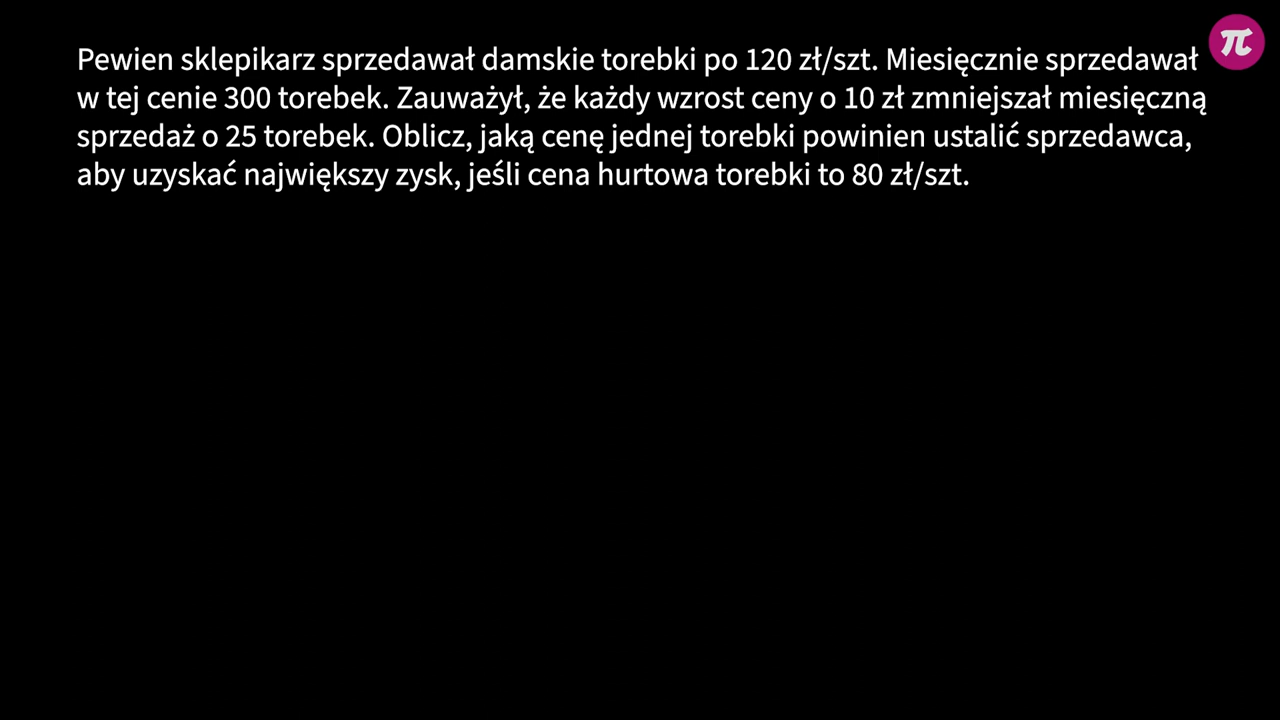 Pewien sklepikarz sprzedawał damskie torebki po 120 zł/szt. Miesięcznie sprzedawał
w tej cenie 300 torebek. Zauważył, że każdy wzrost ceny o 10 zł zmniejszał miesięczną
sprzedaż o 25 torebek. Oblicz, jaką cenę jednej torebki powinien ustalić sprzedawca,
aby uzyskać największy zysk, jeśli cena hurtowa torebki to 80 zł/szt.
π